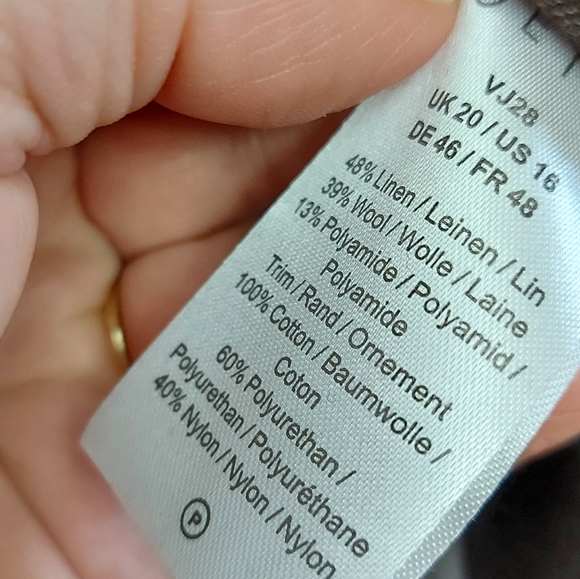 VJ28
UK 20 / US 16
DE 46 / FR 48
48% Linen / Leinen / Lin
39% Wool / Wolle / Laine
13% Polyamide / Polyamid /
Polyamide
Trim / Rand / Ornement
100% Cotton / Baumwolle /
Coton
60% Polyurethan /
Polyurethan / Polyuréthane
40% Nylon / Nylon / Nylon
P